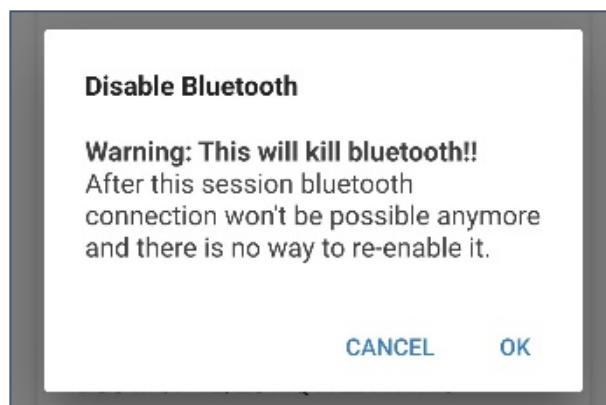 Disable Bluetooth
Warning: This will kill bluetooth!!
After this session bluetooth
connection won't be possible anymore
and there is no way to re-enable it.
CANCEL OK